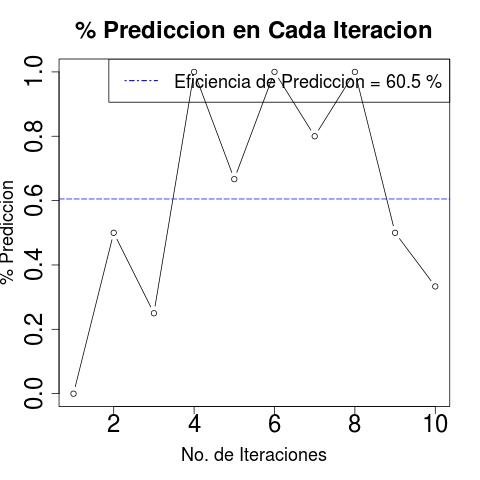 % Prediccion en Cada Iteracion
Eficiencia de Prediccion = 60.5 %
% Prediccion
1.0
0.8
0.6
0.4
0.2
0.0
2 4 6 8 10
No. de Iteraciones